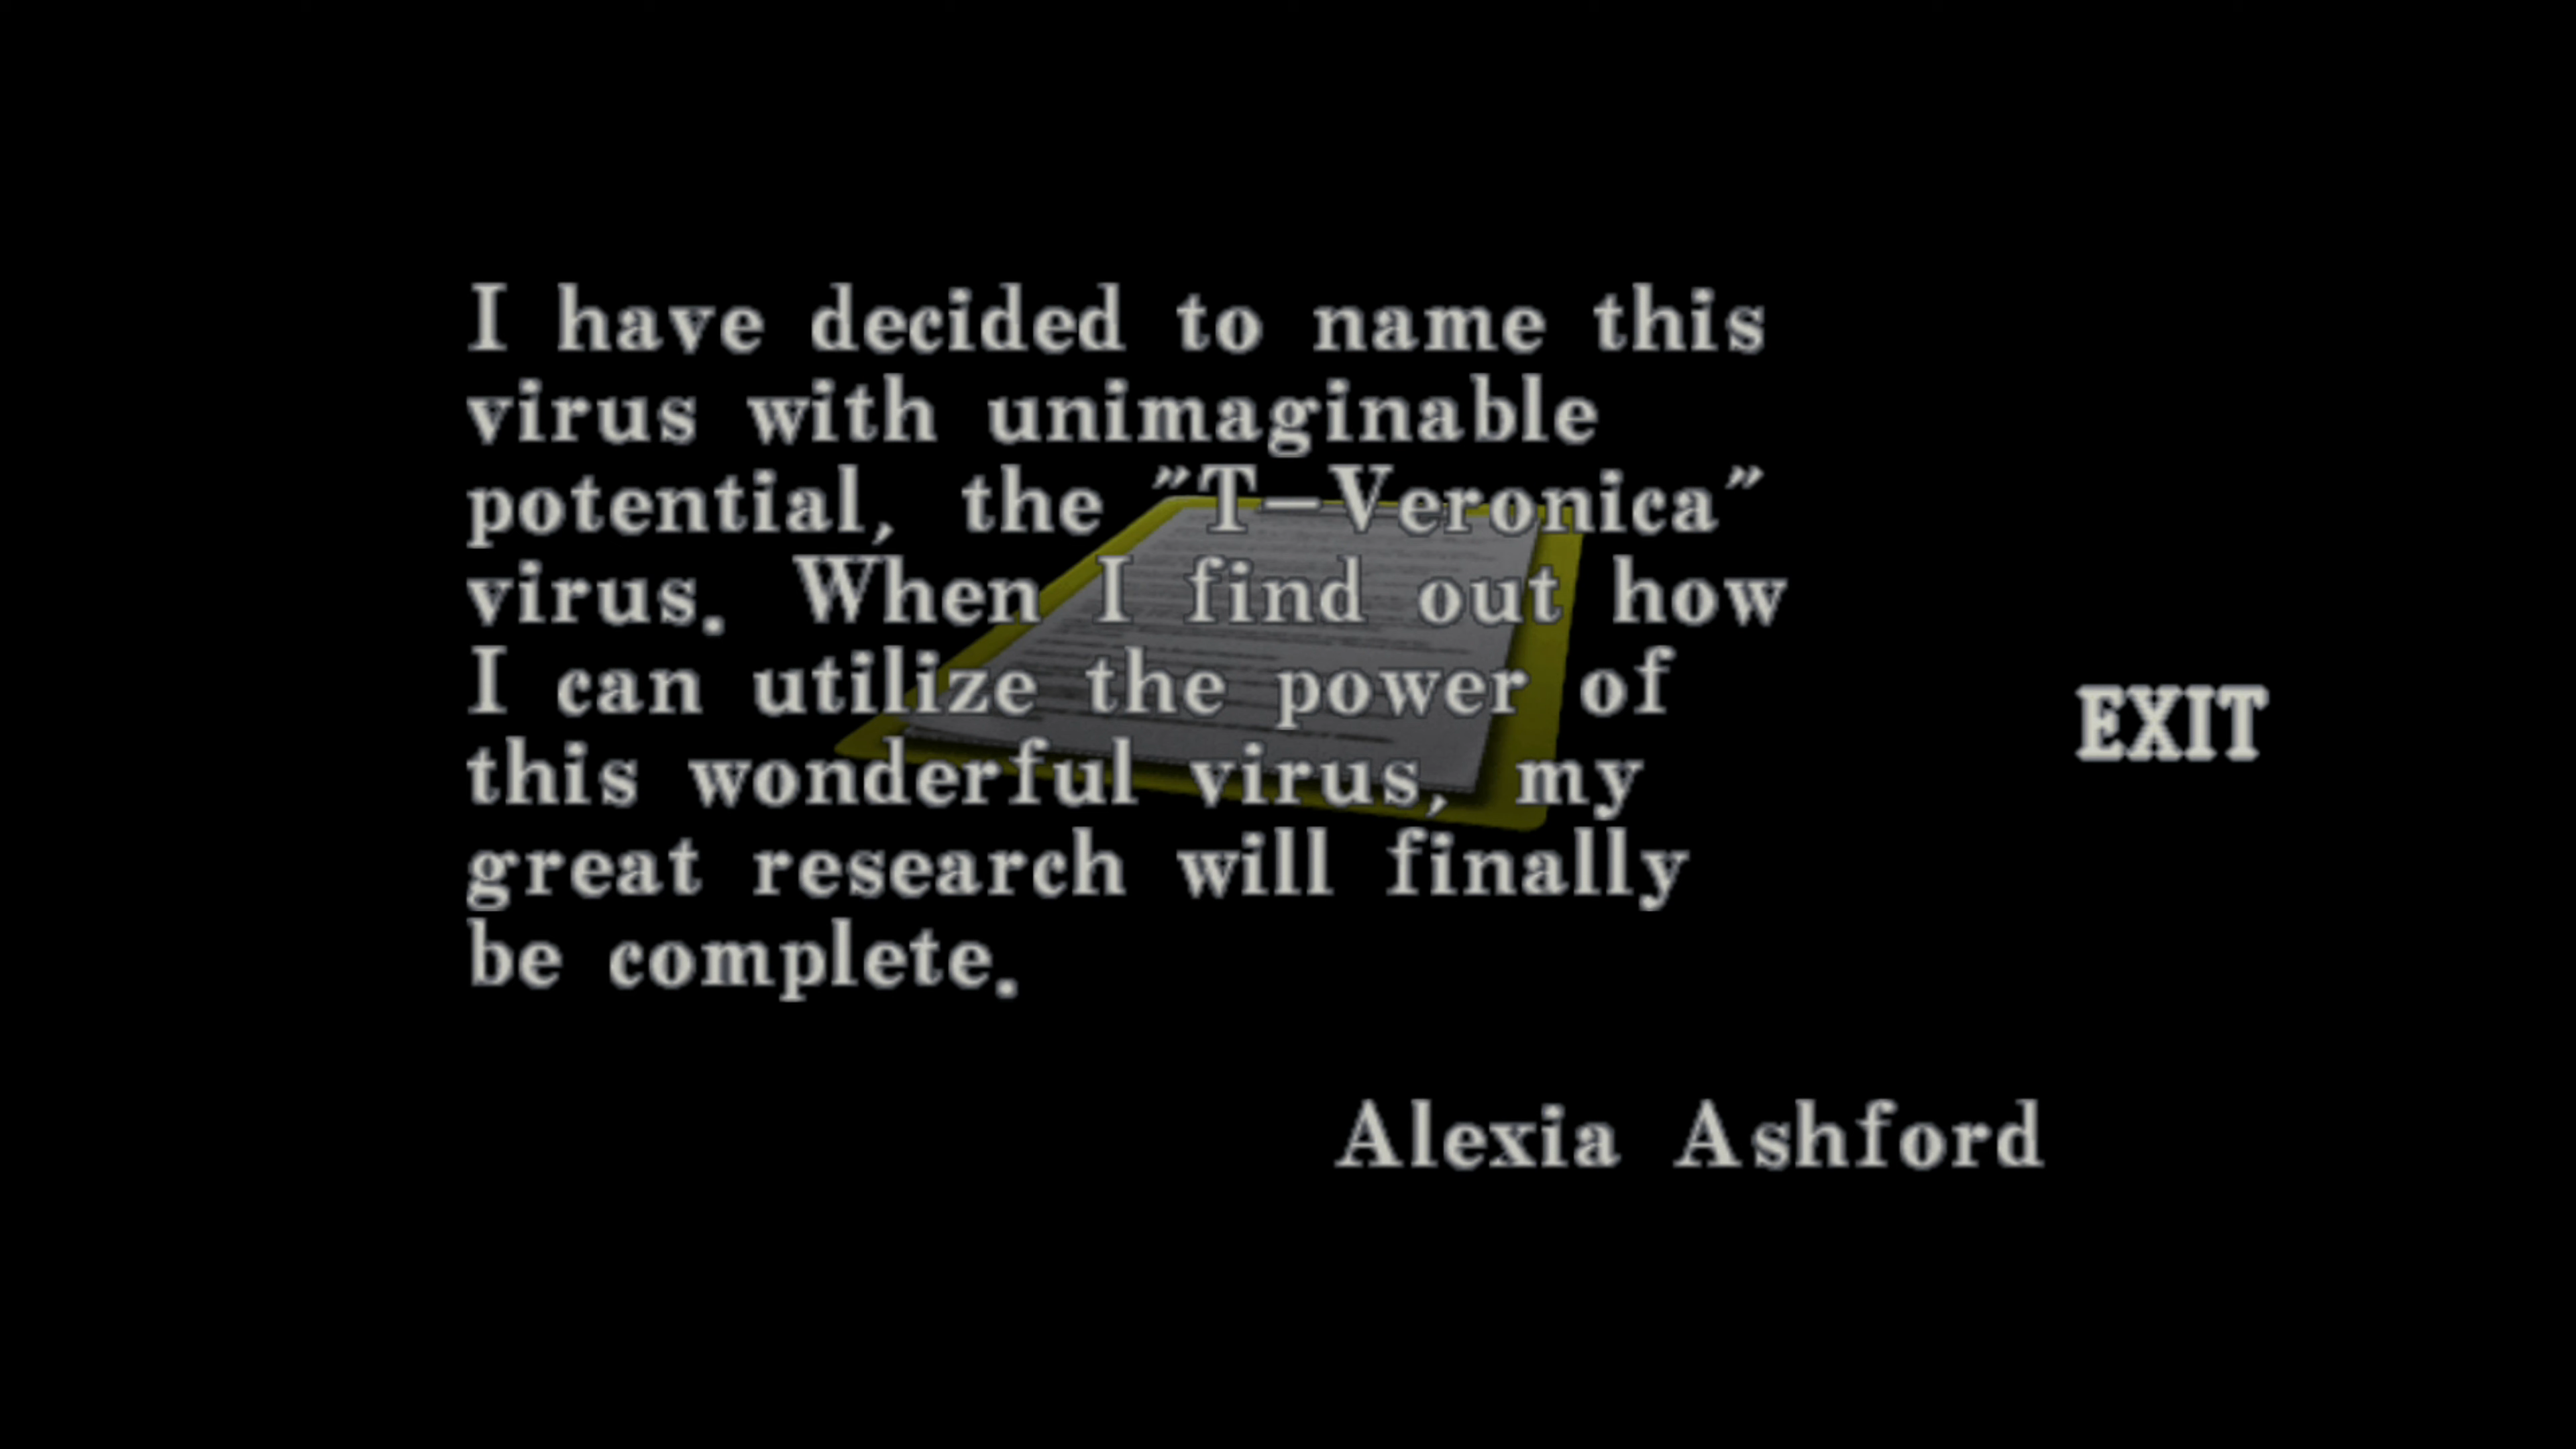 I have decided to name this
virus with unimaginable
potential, the "T—Veronica"
virus. When I find out how
I can utilize the power of
this wonderful virus, my
great research will finally
be complete.
EXIT
Alexia Ashford